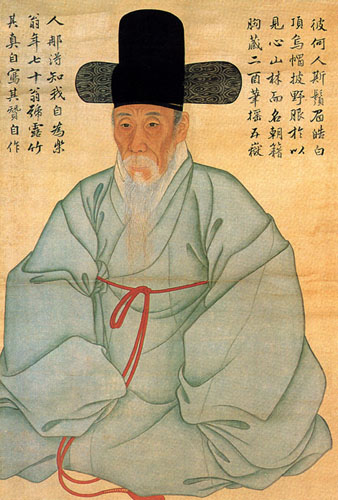 彼何人斯鬚眉皓白
頂烏帽披野服於以
見心山林而名朝籍
胸藏二酉筆搖五嶽
人那得知我自為樂
翁年七十翁號露竹
其真自寫其贊自作